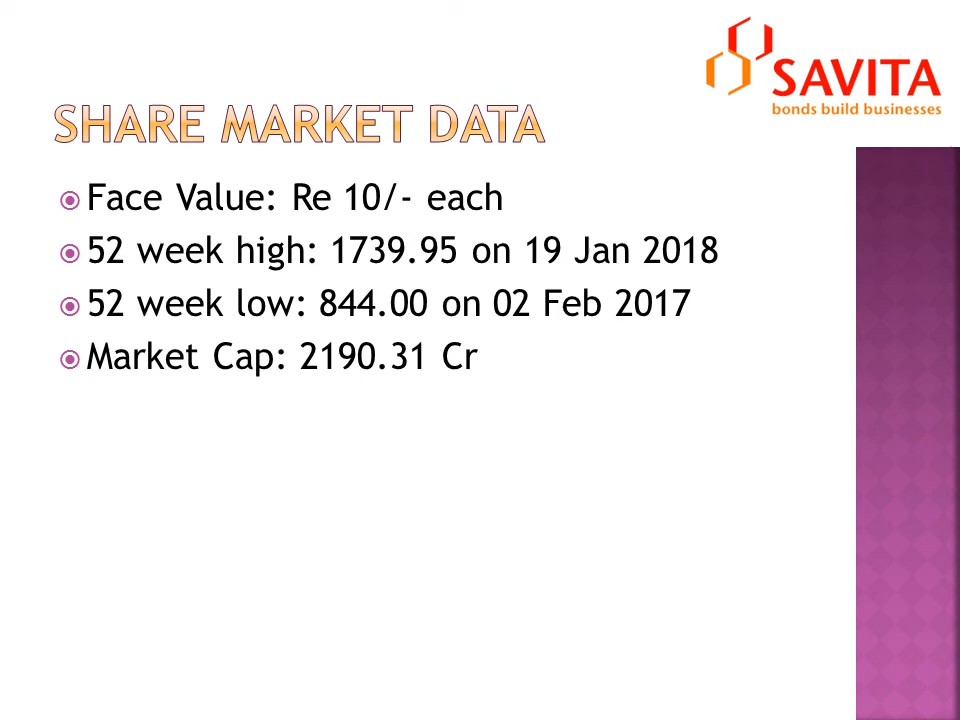 SAVITA
bonds build businesses
SHARE MARKET DATA
Face Value: Re 10/- each
52 week high: 1739.95 on 19 Jan 2018
52 week low: 844.00 on 02 Feb 2017
Market Cap: 2190.31 Cr